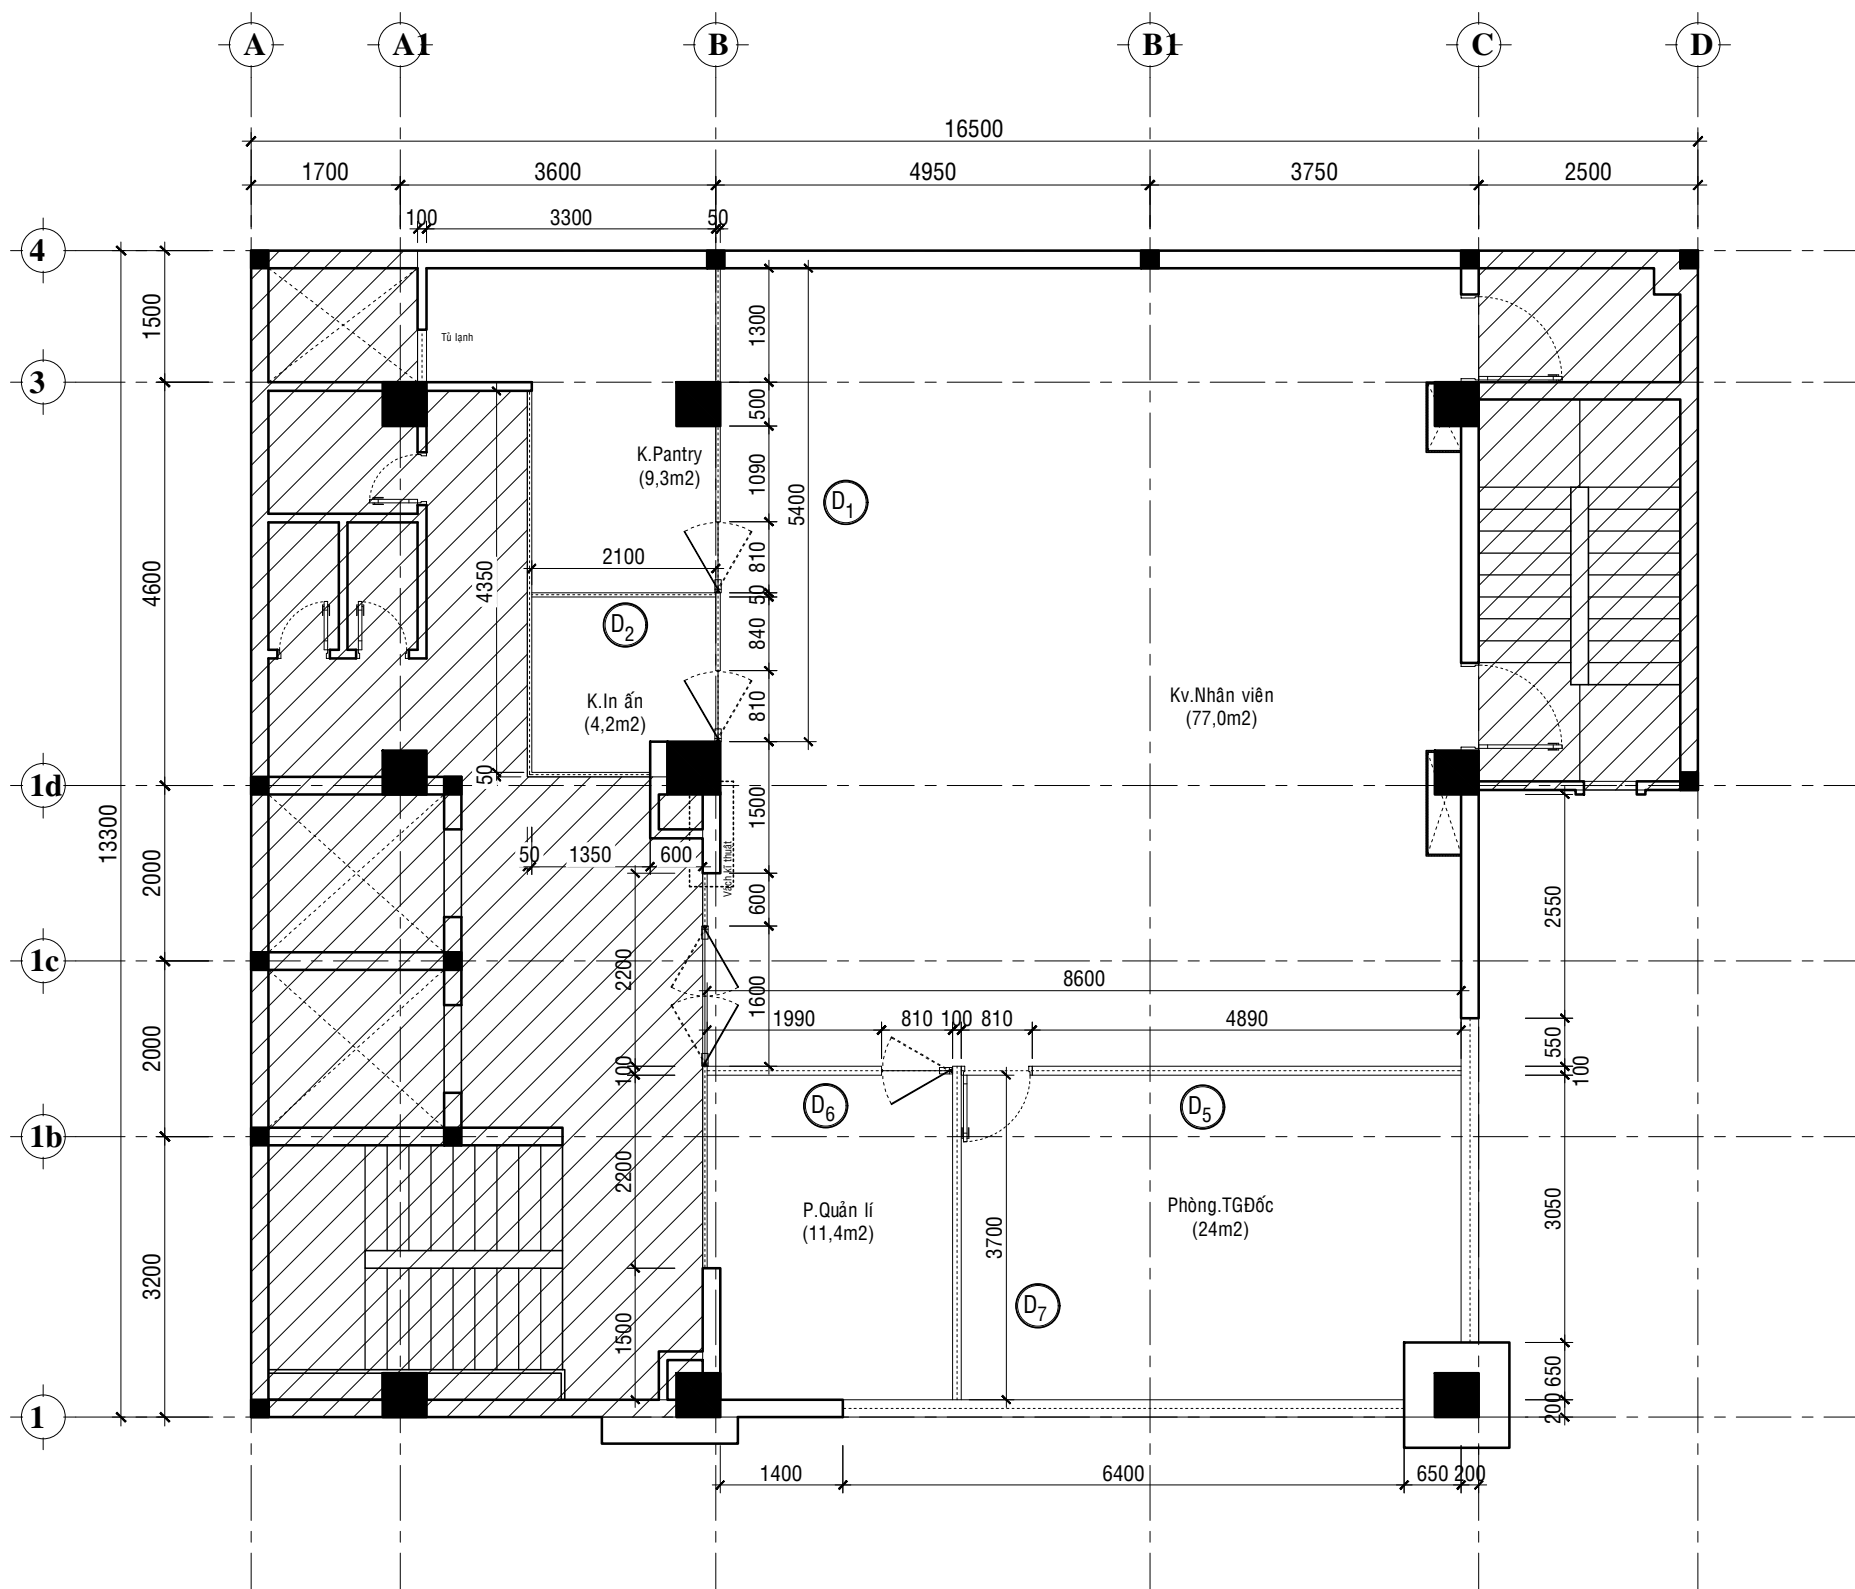 A A1 B B1 C D
16500
1700 3600 4950 3750 2500
100 3300 50
4
3
1d
1c
1b
1
13300
1500
4600
2000
2000
3200
Tủ lạnh
K.Pantry
(9,3m2)
2100
4350
50
K.In ấn
(4,2m2)
1300
500
1090
810
50
840
810
5400
1500
600
1600
D1
D2
Kv.Nhân viên
(77,0m2)
50 1350 600
Vách kĩ thuật
2200
100
2200
1500
8600
1990 810 100 810 4890
D6
D5
P.Quản lí
(11,4m2)
Phòng.TGĐốc
(24m2)
3700
D7
2550
550
100
3050
650
200
1400 6400 650 200